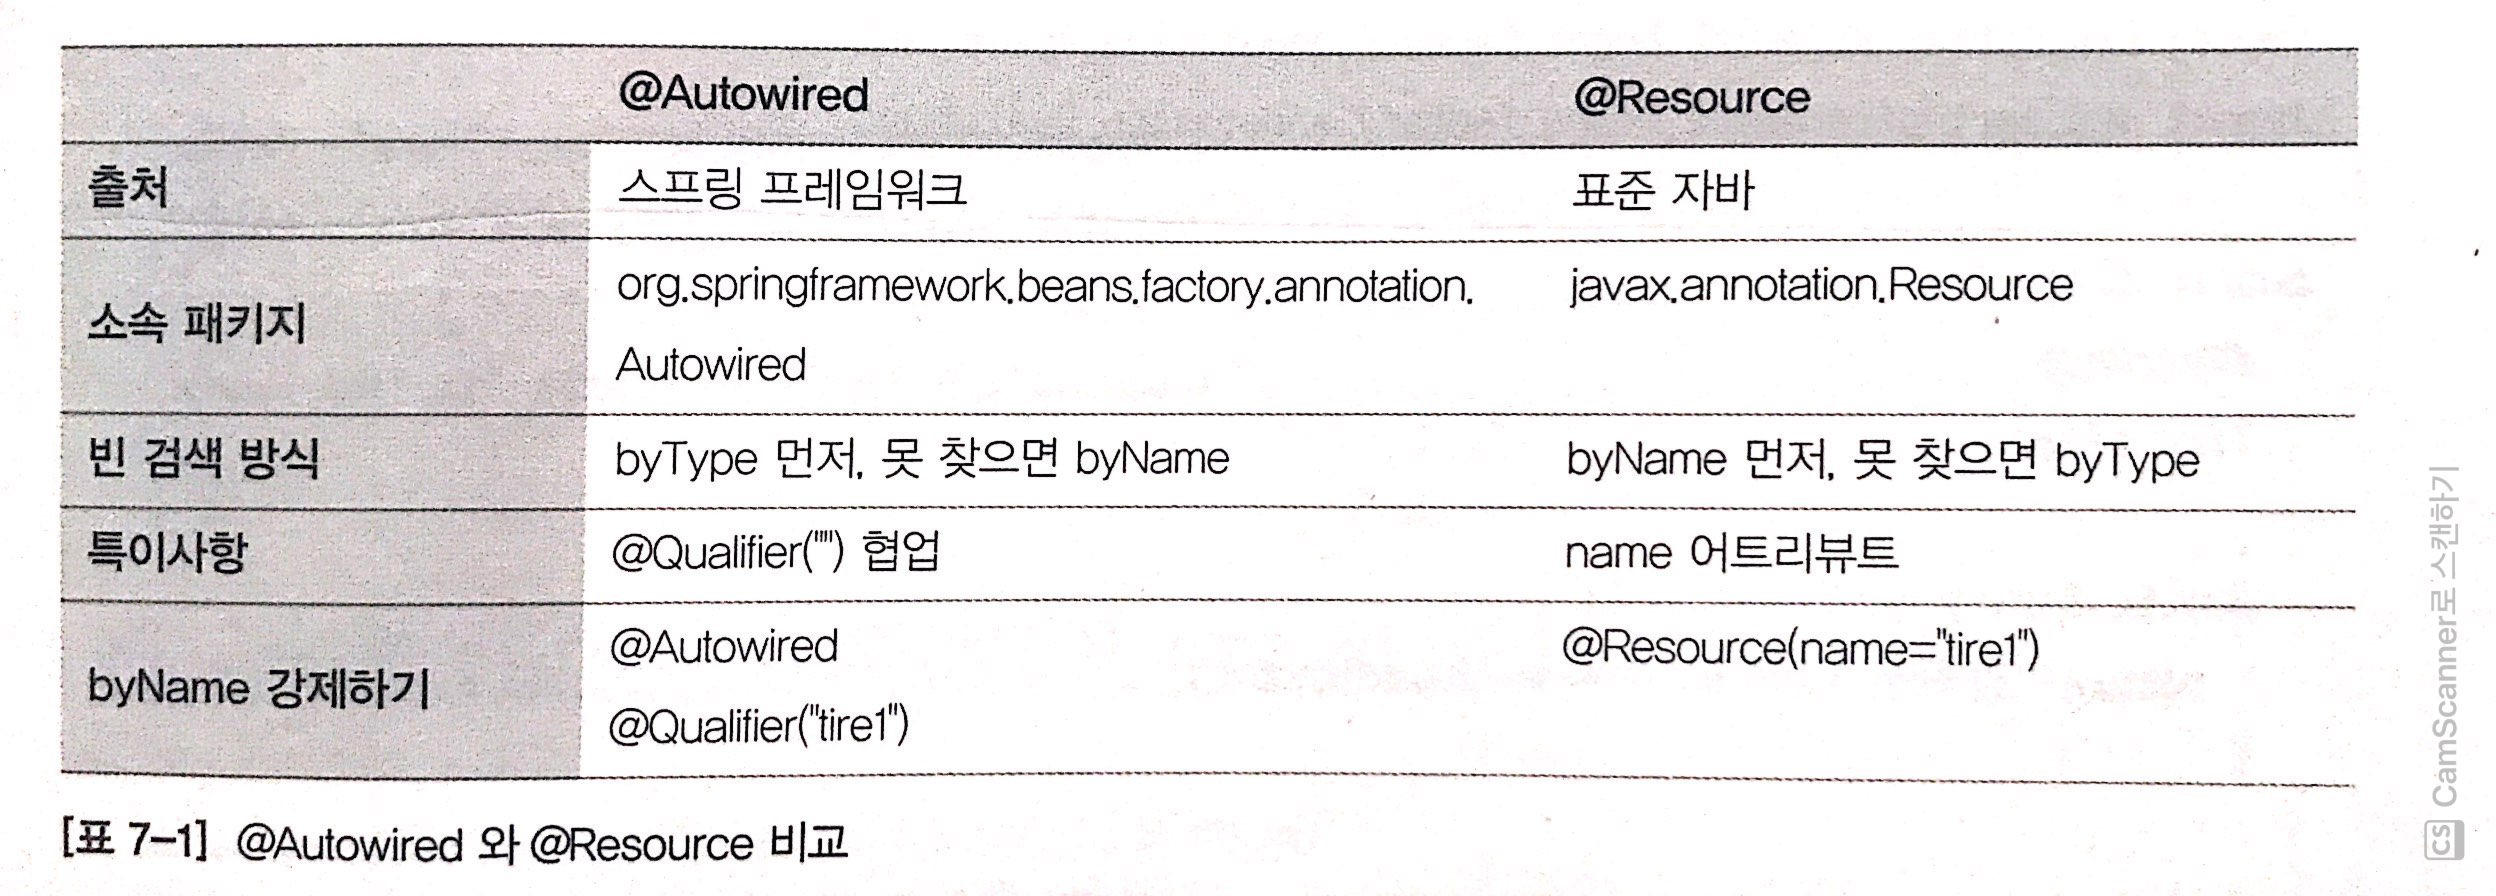 @Autowired @Resource
출처 스프링 프레임워크 표준 자바
소속 패키지 org.springframework.beans.factory.annotation. javax.annotation.Resource
Autowired
빈 검색 방식 byType 먼저, 못 찾으면 byName byName 먼저, 못 찾으면 byType
특이사항 @Qualifier("") 협업 name 어트리뷰트
byName 강제하기 @Autowired @Resource(name="tire1")
@Qualifier("tire1")
[표 7-1] @Autowired 와 @Resource 비교
CS CamScanner로 스캔하기